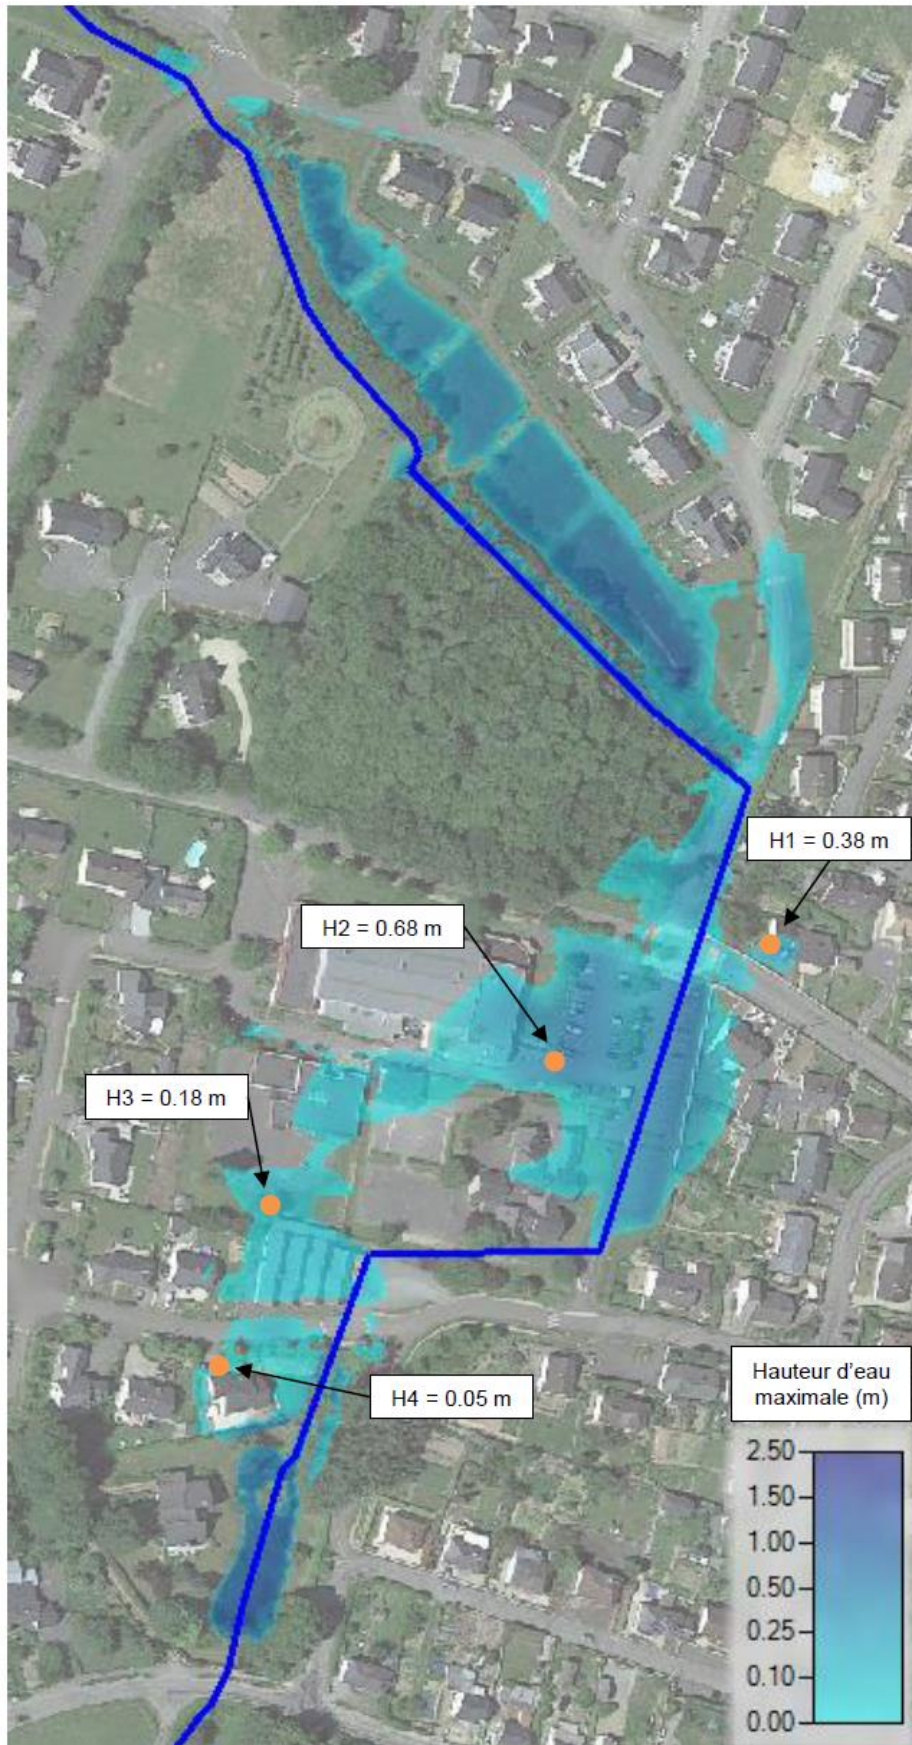 H1 = 0.38 m
H2 = 0.68 m
H3 = 0.18 m
H4 = 0.05 m
Hauteur d'eau
maximale (m)
2.50
1.50
1.00
0.50
0.25
0.10
0.00